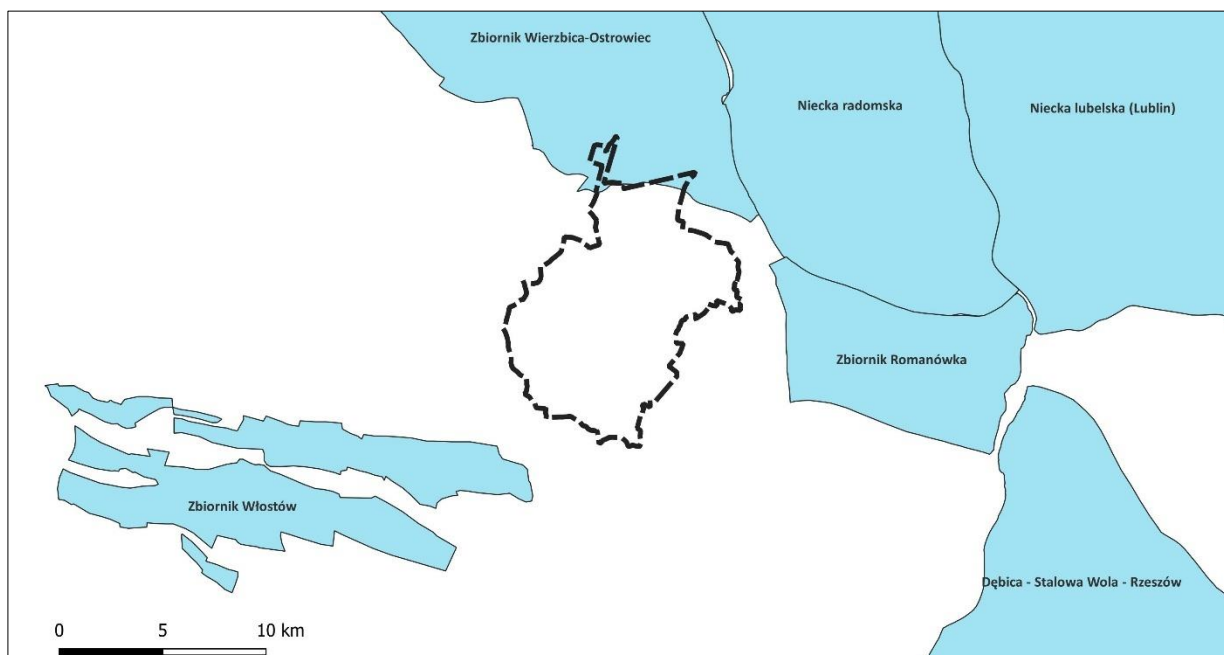 Zbiornik Wierzbica-Ostrowiec
Niecka radomska
Niecka lubelska (Lublin)
Zbiornik Romanówka
Zbiornik Włostów
Dębica - Stalowa Wola - Rzeszów
0 5 10 km